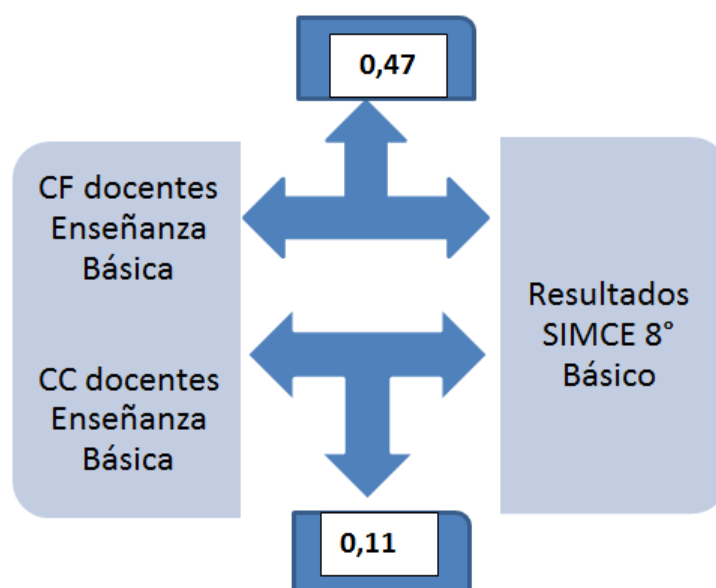 0,47
CF docentes
Enseñanza
Básica
CC docentes
Enseñanza
Básica
Resultados
SIMCE 8°
Básico
0,11